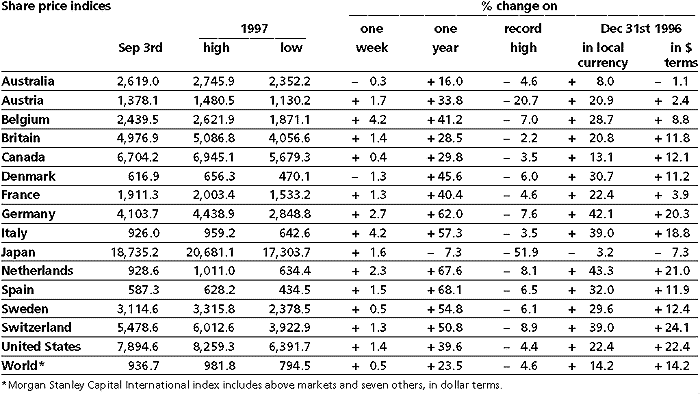 Share price indices
% change on
1997 one one record Dec 31st 1996
Sep 3rd high low week year high in local currency in $ terms
Australia 2,619.0 2,745.9 2,352.2 – 0.3 +16.0 – 4.6 + 8.0 – 1.1
Austria 1,378.1 1,480.5 1,130.2 + 1.7 +33.8 –20.7 + 20.9 + 2.4
Belgium 2,439.5 2,621.9 1,871.1 + 4.2 +41.2 – 7.0 + 28.7 + 8.8
Britain 4,976.9 5,086.8 4,056.6 + 1.4 +28.5 – 2.2 + 20.8 +11.8
Canada 6,704.2 6,945.1 5,679.3 + 0.4 +29.8 – 3.5 + 13.1 +12.1
Denmark 616.9 656.3 470.1 – 1.3 +45.6 – 6.0 + 30.7 +11.2
France 1,911.3 2,003.4 1,533.2 + 1.3 +40.4 – 4.6 + 22.4 + 3.9
Germany 4,103.7 4,438.9 2,848.8 + 2.7 +62.0 – 7.6 + 42.1 +20.3
Italy 926.0 959.2 642.6 + 4.2 +57.3 – 3.5 + 39.0 +18.8
Japan 18,735.2 20,681.1 17,303.7 + 1.6 – 7.3 –51.9 – 3.2 – 7.3
Netherlands 928.6 1,011.0 634.4 + 2.3 +67.6 – 8.1 + 43.3 +21.0
Spain 587.3 628.2 434.5 + 1.5 +68.1 – 6.5 + 32.0 +11.9
Sweden 3,114.6 3,315.8 2,378.5 + 0.5 +54.8 – 6.1 + 29.6 +12.4
Switzerland 5,478.6 6,012.6 3,922.9 + 1.3 +50.8 – 8.9 + 39.0 +24.1
United States 7,894.6 8,259.3 6,391.7 + 1.4 +39.6 – 4.4 + 22.4 +22.4
World* 936.7 981.8 794.5 + 0.5 +23.5 – 4.6 + 14.2 +14.2
*Morgan Stanley Capital International index includes above markets and seven others, in dollar terms.